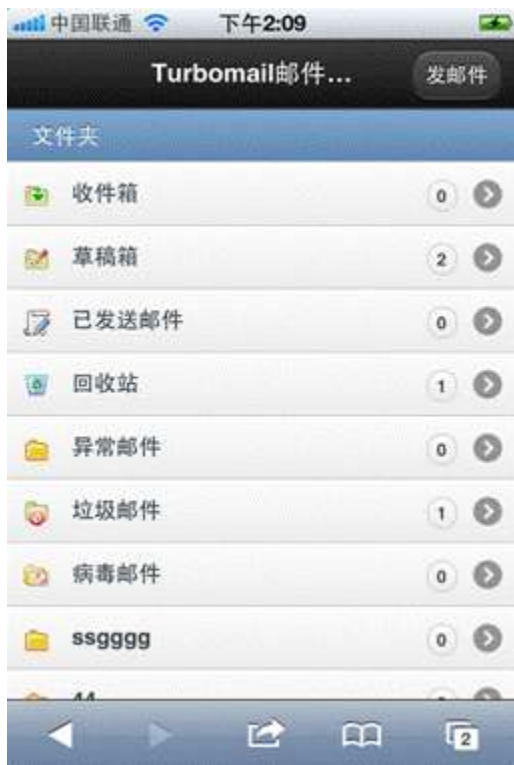 中国联通 下午2:09
Turbomail邮件... 发邮件
文件夹
收件箱 0
草稿箱 2
已发送邮件 0
回收站 1
异常邮件 0
垃圾邮件 1
病毒邮件 0
ssgggg 0
2